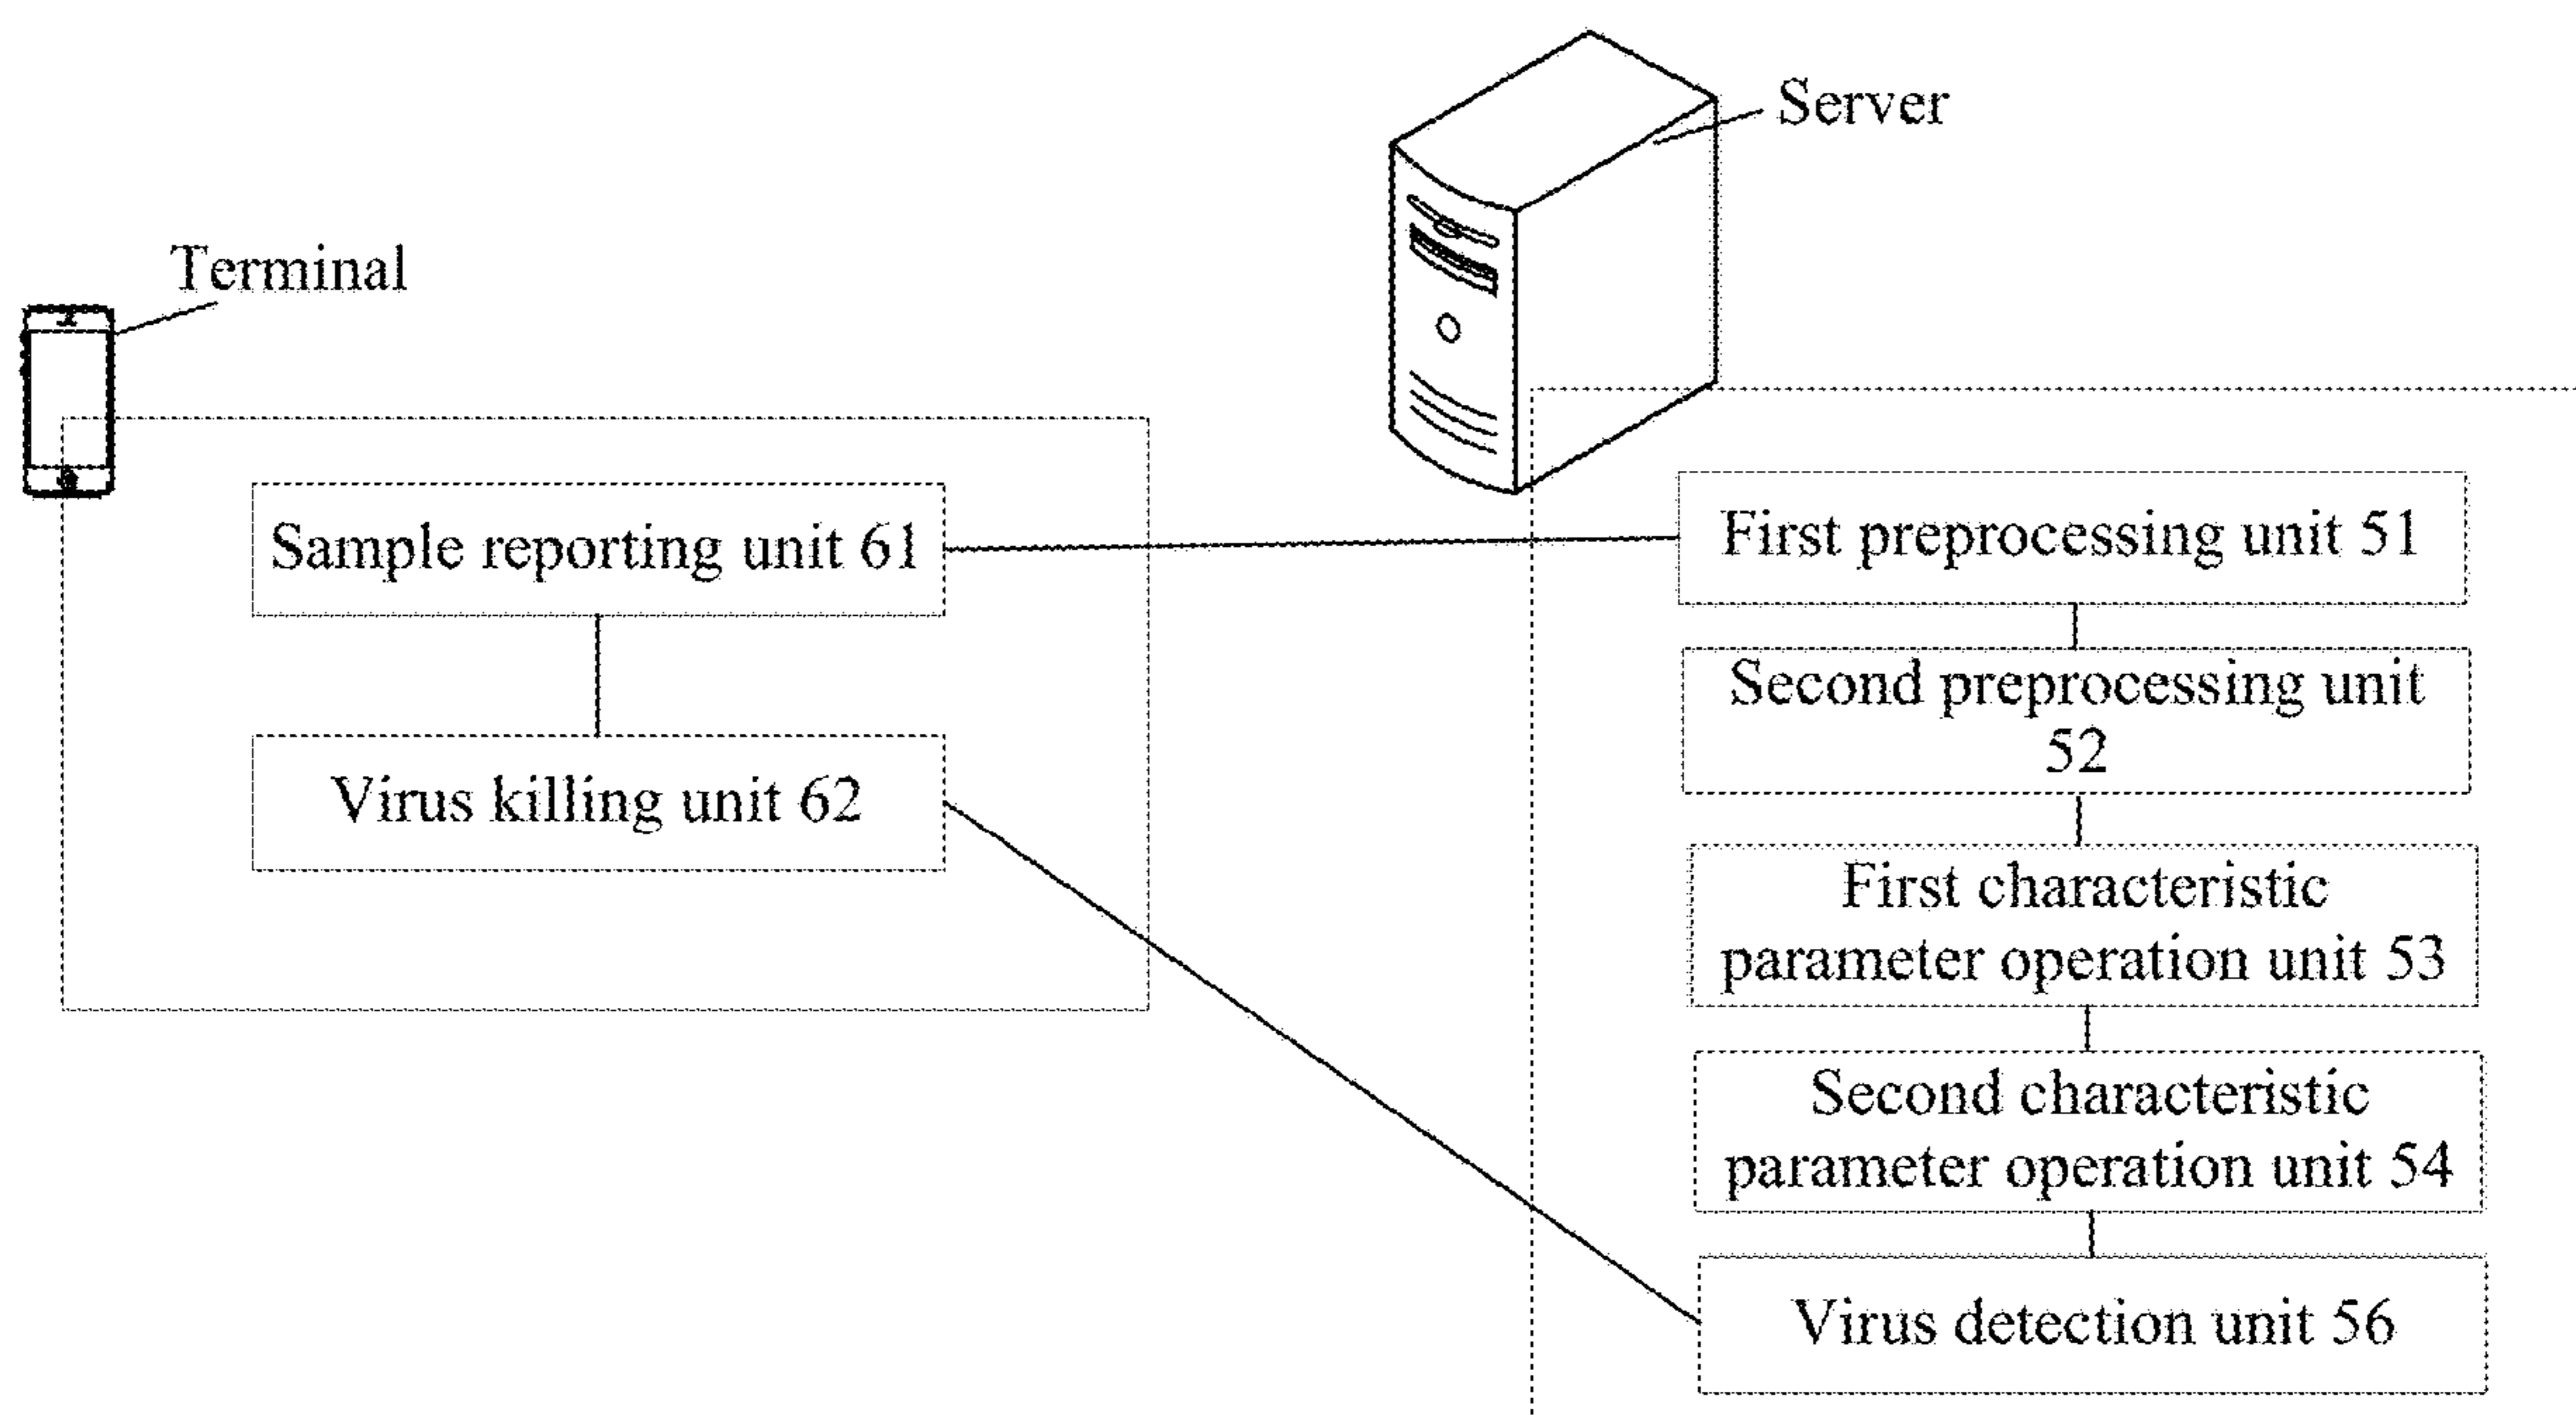 Server
Terminal
Sample reporting unit 61
Virus killing unit 62
First preprocessing unit 51
Second preprocessing unit
52
First characteristic
parameter operation unit 53
Second characteristic
parameter operation unit 54
Virus detection unit 56